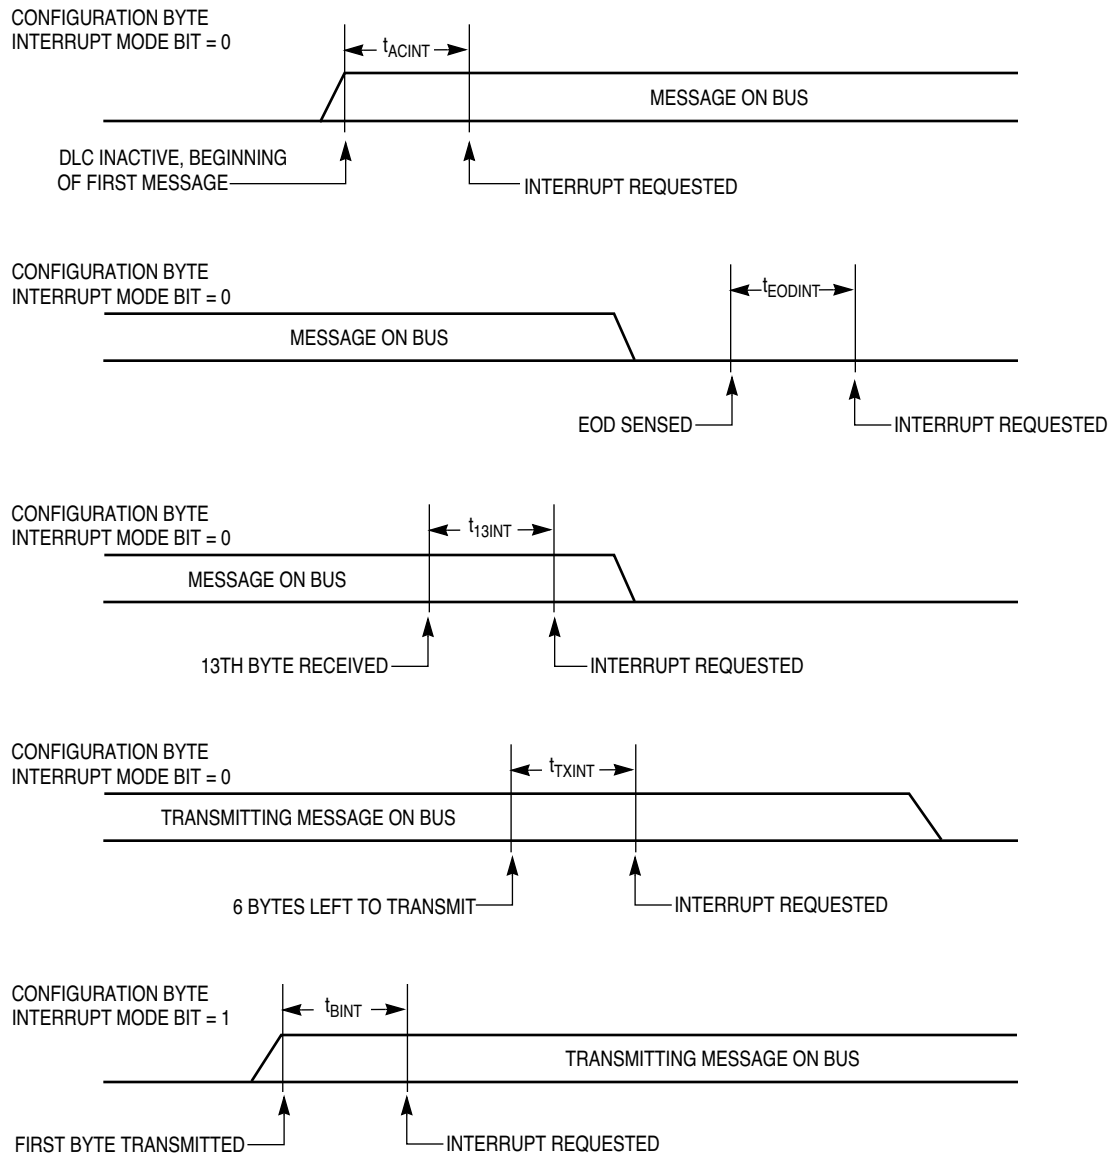 CONFIGURATION BYTE
INTERRUPT MODE BIT = 0
tACINT
MESSAGE ON BUS
DLC INACTIVE, BEGINNING
OF FIRST MESSAGE
INTERRUPT REQUESTED
CONFIGURATION BYTE
INTERRUPT MODE BIT = 0
tEODINT
MESSAGE ON BUS
EOD SENSED
INTERRUPT REQUESTED
CONFIGURATION BYTE
INTERRUPT MODE BIT = 0
t13INT
MESSAGE ON BUS
13TH BYTE RECEIVED
INTERRUPT REQUESTED
CONFIGURATION BYTE
INTERRUPT MODE BIT = 0
tTXINT
TRANSMITTING MESSAGE ON BUS
6 BYTES LEFT TO TRANSMIT
INTERRUPT REQUESTED
CONFIGURATION BYTE
INTERRUPT MODE BIT = 1
tBINT
TRANSMITTING MESSAGE ON BUS
FIRST BYTE TRANSMITTED
INTERRUPT REQUESTED